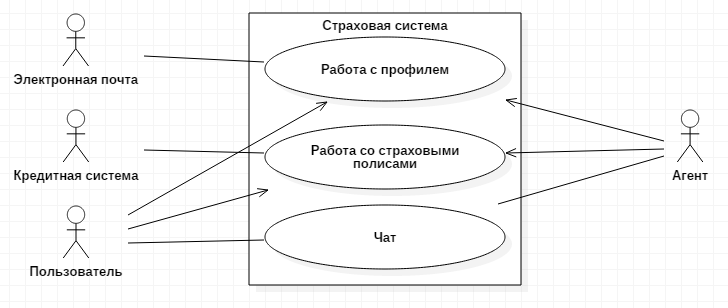 Страховая система
Работа с профилем
Электронная почта
Работа со страховыми
полисами
Кредитная система
Агент
Чат
Пользователь